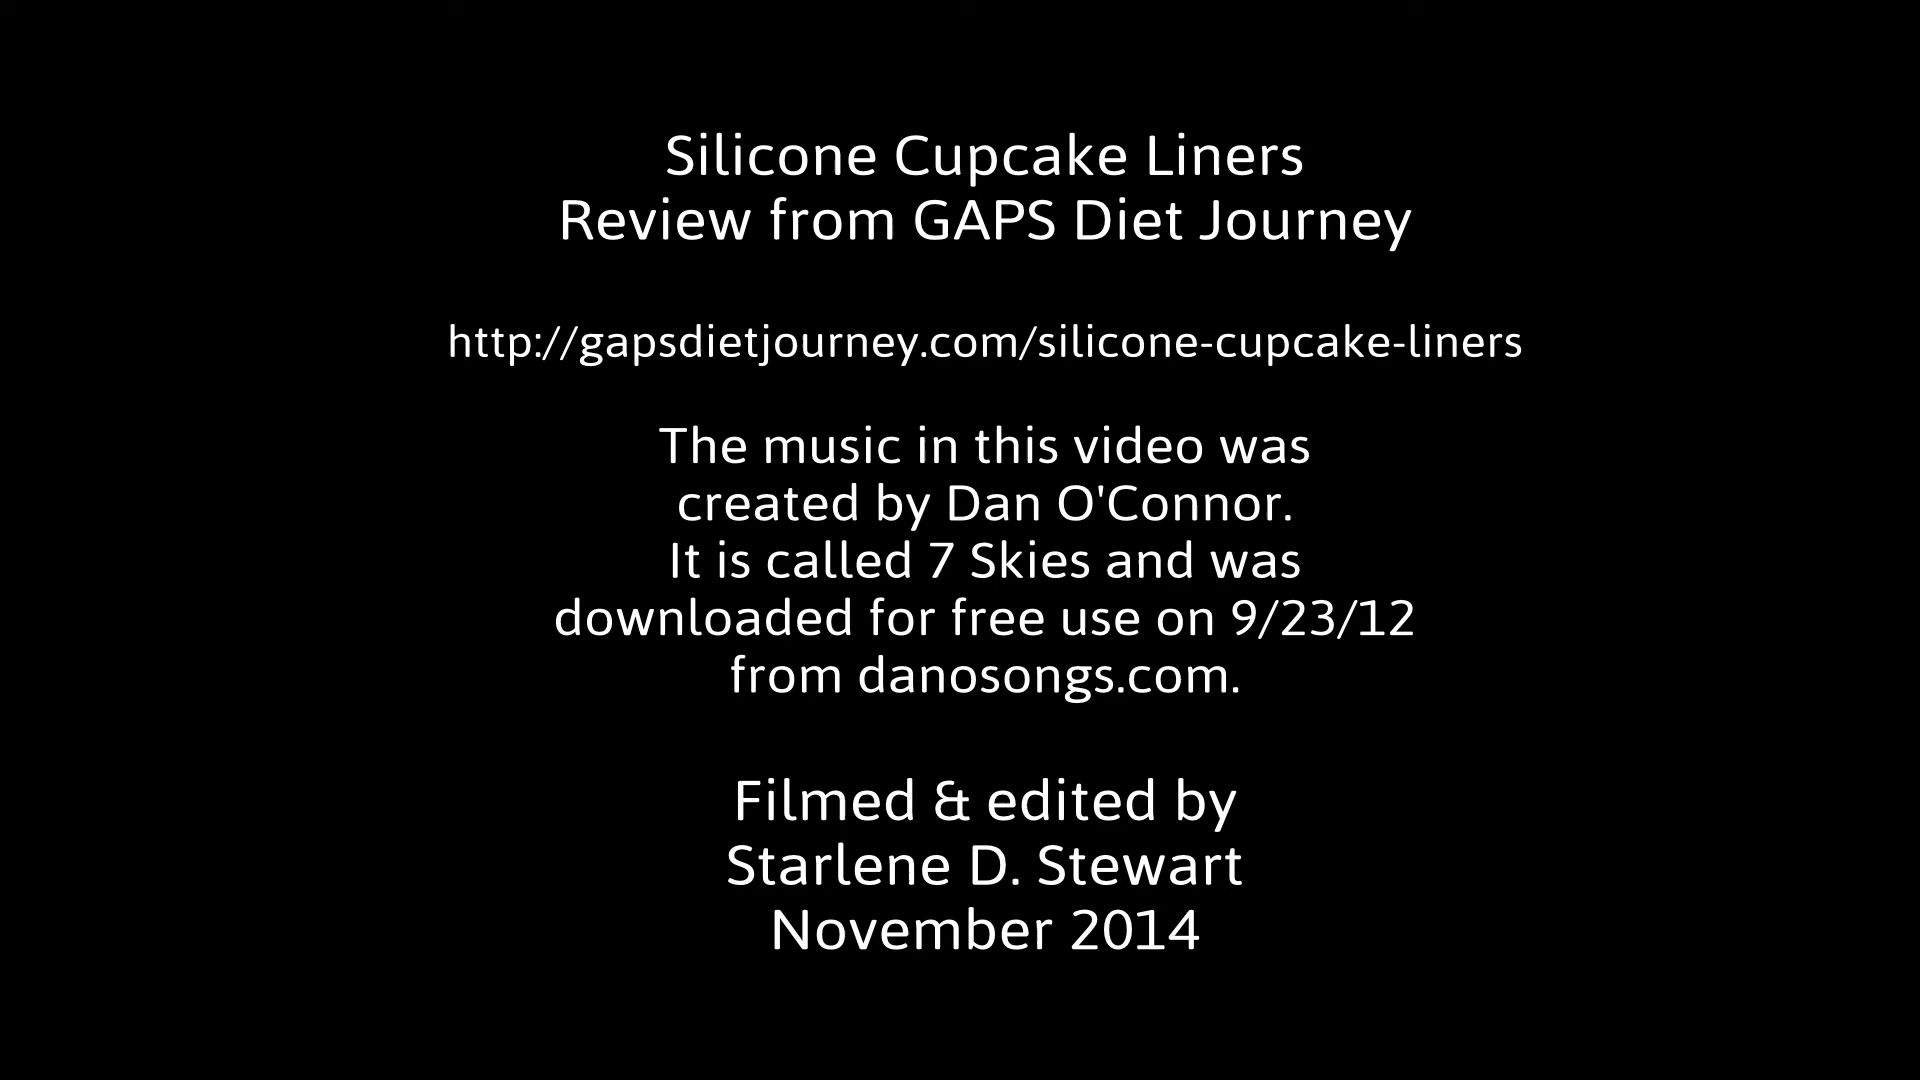 Silicone Cupcake Liners
Review from GAPS Diet Journey
http://gapsdietjourney.com/silicone-cupcake-liners
The music in this video was
created by Dan O'Connor.
It is called 7 Skies and was
downloaded for free use on 9/23/12
from danosongs.com.
Filmed & edited by
Starlene D. Stewart
November 2014